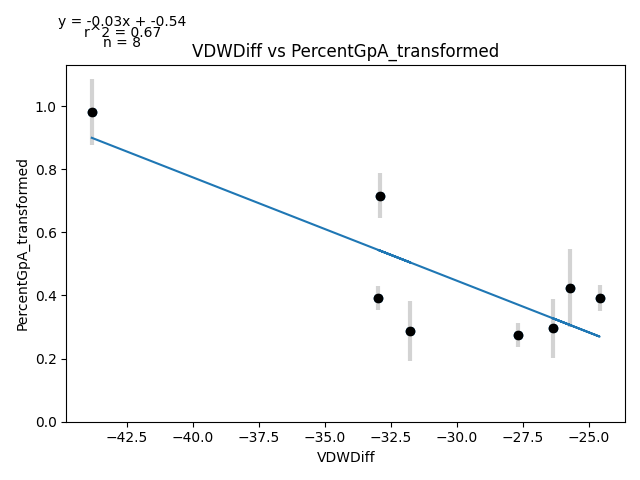 y = -0.03x + -0.54
r^2 = 0.67
n = 8
VDWDiff vs PercentGpA_transformed
PercentGpA_transformed
1.0
0.8
0.6
0.4
0.2
0.0
−42.5 −40.0 −37.5 −35.0 −32.5 −30.0 −27.5 −25.0
VDWDiff